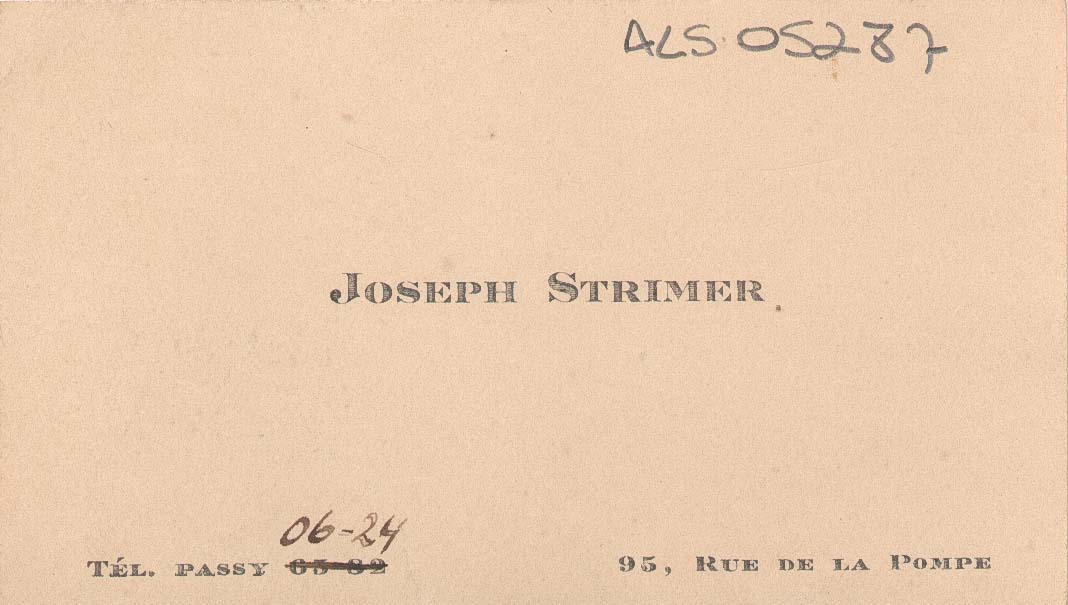 ALS 05287
JOSEPH STRIMER
06-24
TÉL. PASSY 65-82
95, RUE DE LA POMPE